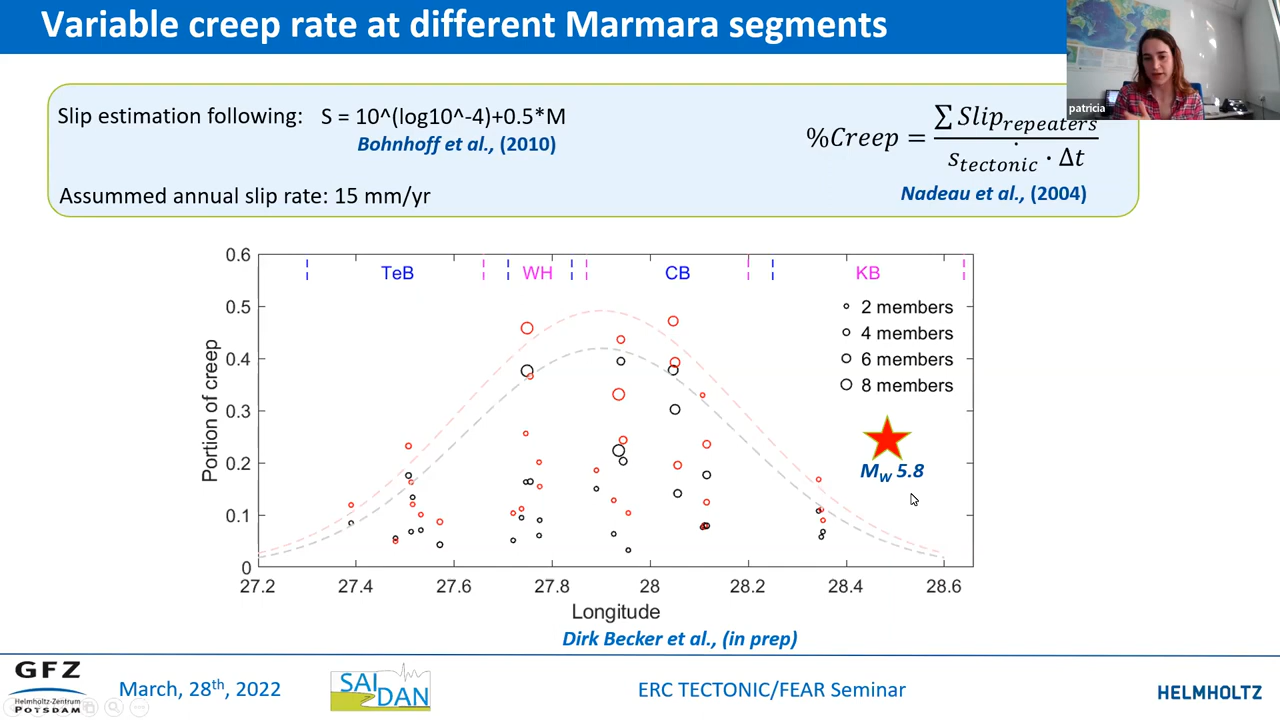 Variable creep rate at different Marmara segments
patricia
Slip estimation following: S = 10^(log10^-4)+0.5*M
Bohnhoff et al., (2010)
Assummed annual slip rate: 15 mm/yr
%Creep = ∑ Slip_repeaters / ṡ_tectonic · Δt
Nadeau et al., (2004)
TeB WH CB KB
2 members
4 members
6 members
8 members
M_W 5.8
Portion of creep
0.6
0.5
0.4
0.3
0.2
0.1
0
27.2 27.4 27.6 27.8 28 28.2 28.4 28.6
Longitude
Dirk Becker et al., (in prep)
GFZ
Helmholtz-Zentrum
POTSDAM
March, 28th, 2022
SAI
DAN
ERC TECTONIC/FEAR Seminar
HELMHOLTZ